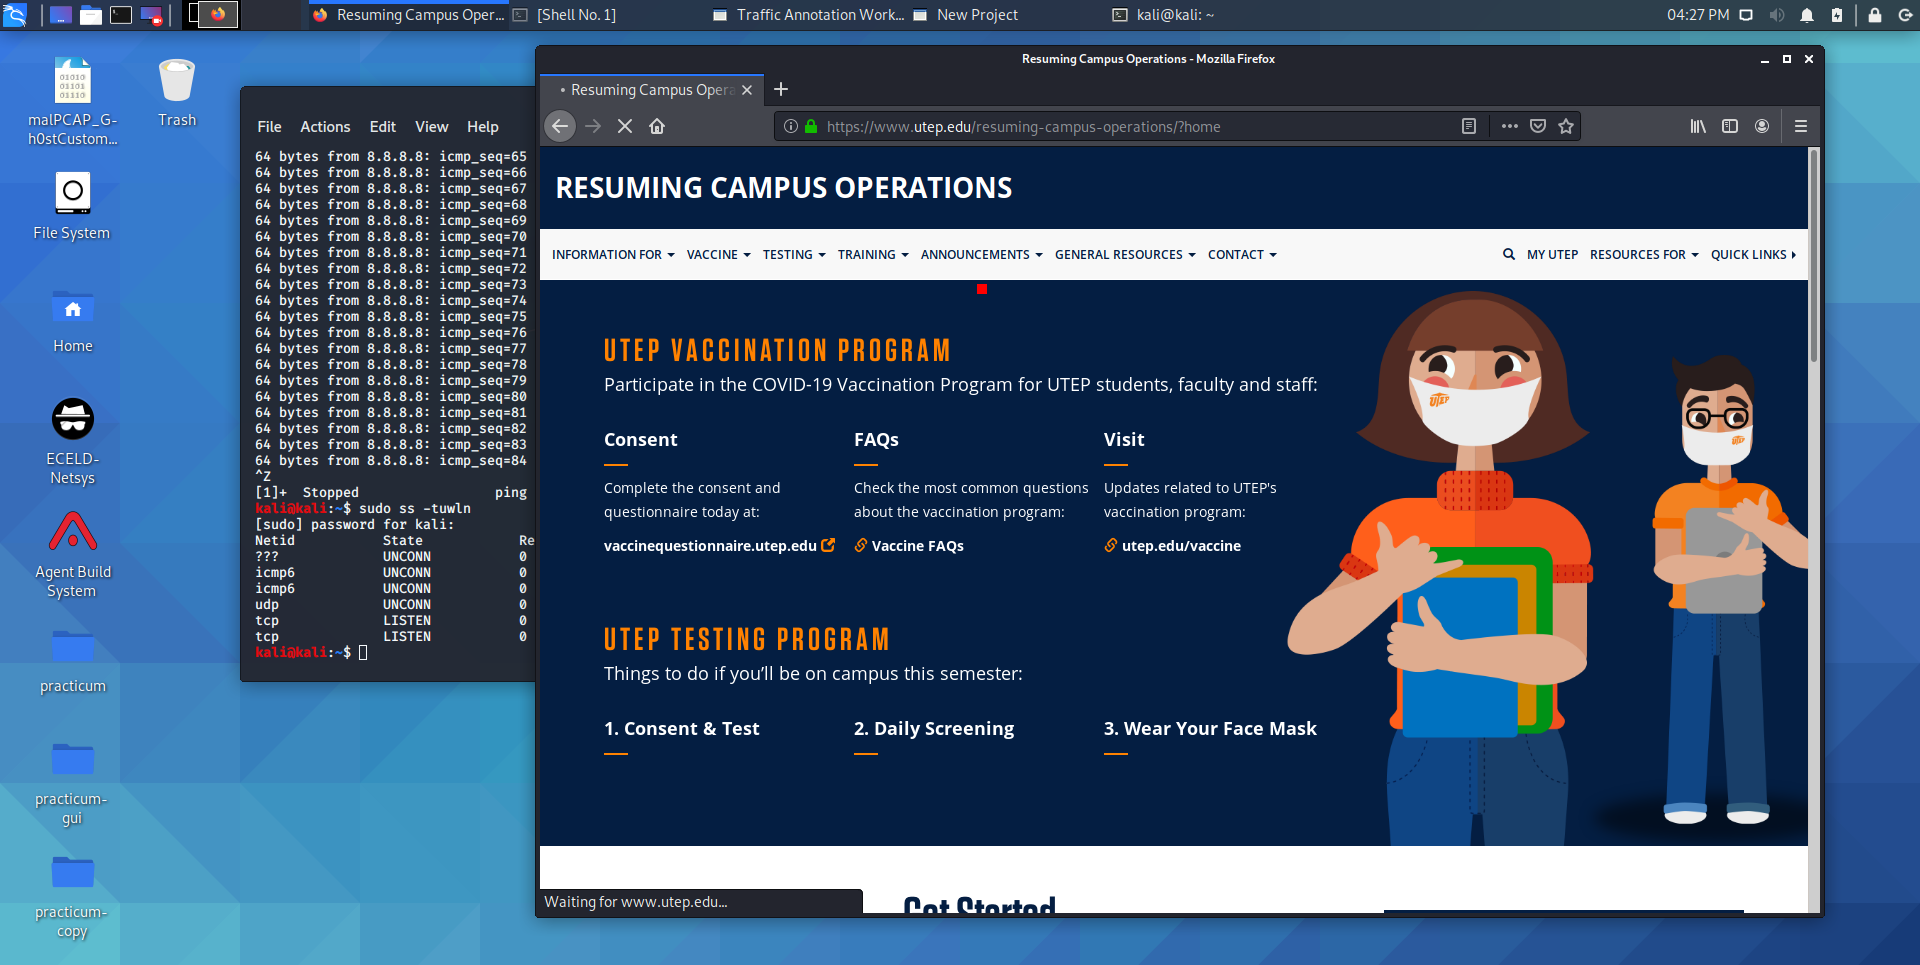 Resuming Campus Oper...
[Shell No. 1]
Traffic Annotation Work...
New Project
kali@kali: ~
04:27 PM
malPCAP_G-
h0stCustom...
Trash
File System
Home
ECELD-
Netsys
Agent Build
System
practicum
practicum-
gui
practicum-
copy
File Actions Edit View Help
64 bytes from 8.8.8.8: icmp_seq=65
64 bytes from 8.8.8.8: icmp_seq=66
64 bytes from 8.8.8.8: icmp_seq=67
64 bytes from 8.8.8.8: icmp_seq=68
64 bytes from 8.8.8.8: icmp_seq=69
64 bytes from 8.8.8.8: icmp_seq=70
64 bytes from 8.8.8.8: icmp_seq=71
64 bytes from 8.8.8.8: icmp_seq=72
64 bytes from 8.8.8.8: icmp_seq=73
64 bytes from 8.8.8.8: icmp_seq=74
64 bytes from 8.8.8.8: icmp_seq=75
64 bytes from 8.8.8.8: icmp_seq=76
64 bytes from 8.8.8.8: icmp_seq=77
64 bytes from 8.8.8.8: icmp_seq=78
64 bytes from 8.8.8.8: icmp_seq=79
64 bytes from 8.8.8.8: icmp_seq=80
64 bytes from 8.8.8.8: icmp_seq=81
64 bytes from 8.8.8.8: icmp_seq=82
64 bytes from 8.8.8.8: icmp_seq=83
64 bytes from 8.8.8.8: icmp_seq=84
^Z
[1]+ Stopped ping
kali@kali:~$ sudo ss -tuwln
[sudo] password for kali:
Netid State Re
??? UNCONN 0
icmp6 UNCONN 0
icmp6 UNCONN 0
udp UNCONN 0
tcp LISTEN 0
tcp LISTEN 0
kali@kali:~$
Resuming Campus Operations - Mozilla Firefox
Resuming Campus Opera
https://www.utep.edu/resuming-campus-operations/?home
RESUMING CAMPUS OPERATIONS
INFORMATION FOR VACCINE TESTING TRAINING ANNOUNCEMENTS GENERAL RESOURCES CONTACT MY UTEP RESOURCES FOR QUICK LINKS
UTEP VACCINATION PROGRAM
Participate in the COVID-19 Vaccination Program for UTEP students, faculty and staff:
Consent
Complete the consent and
questionnaire today at:
vaccinequestionnaire.utep.edu
FAQs
Check the most common questions
about the vaccination program:
Vaccine FAQs
Visit
Updates related to UTEP's
vaccination program:
utep.edu/vaccine
UTEP TESTING PROGRAM
Things to do if you’ll be on campus this semester:
1. Consent & Test
2. Daily Screening
3. Wear Your Face Mask
UTEP
UTEP
Get Started
Waiting for www.utep.edu...